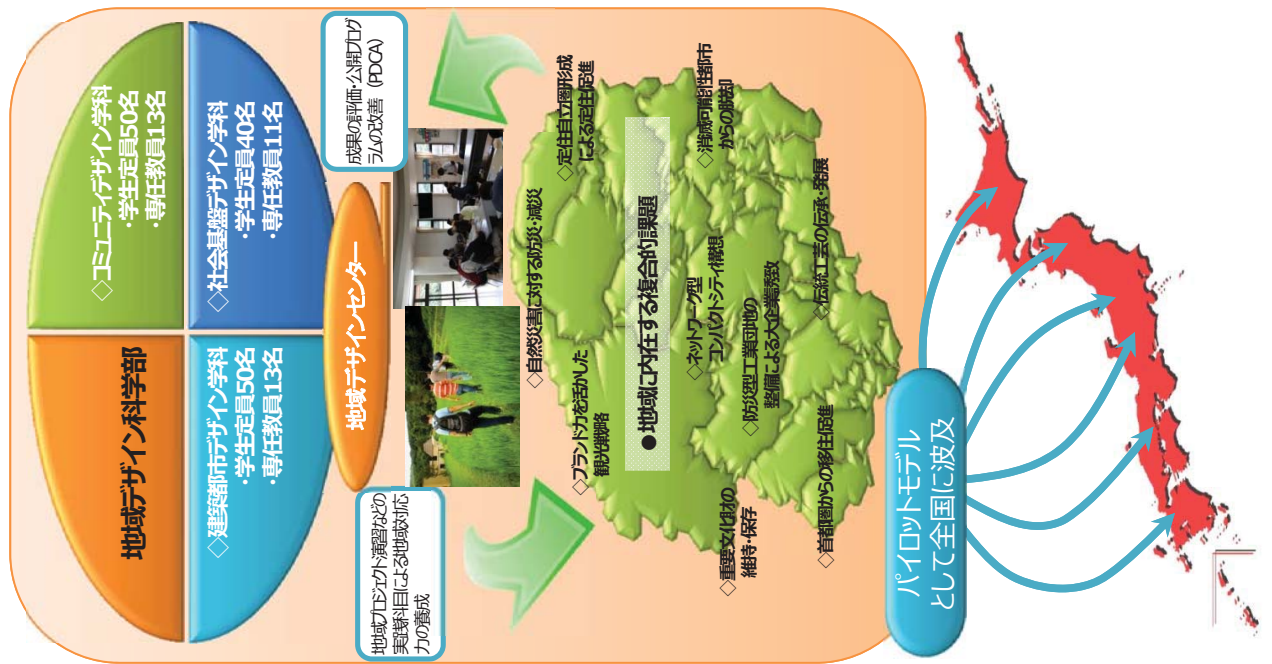 地域デザイン科学部
◇コミュニティデザイン学科
・学生定員50名
・専任教員13名
◇建築都市デザイン学科
・学生定員50名
・専任教員13名
◇社会基盤デザイン学科
・学生定員40名
・専任教員11名
地域デザインセンター
地域プロジェクト演習などの
実践科目による地域対応
力の養成
成果の評価・公開プログ
ラムの改善（PDCA）
◇自然災害に対する防災・減災
◇ブランド力を活かした
観光戦略
◇定住自立圏形成
による定住促進
●地域に内在する複合的課題
◇重要文化財の
維持・保存
◇ネットワーク型
コンパクトシティ構想
◇消滅可能性都市
からの脱却
◇防災型工業団地の
整備による大企業誘致
◇首都圏からの移住促進
◇伝統工芸の伝承・発展
パイロットモデル
として全国に波及